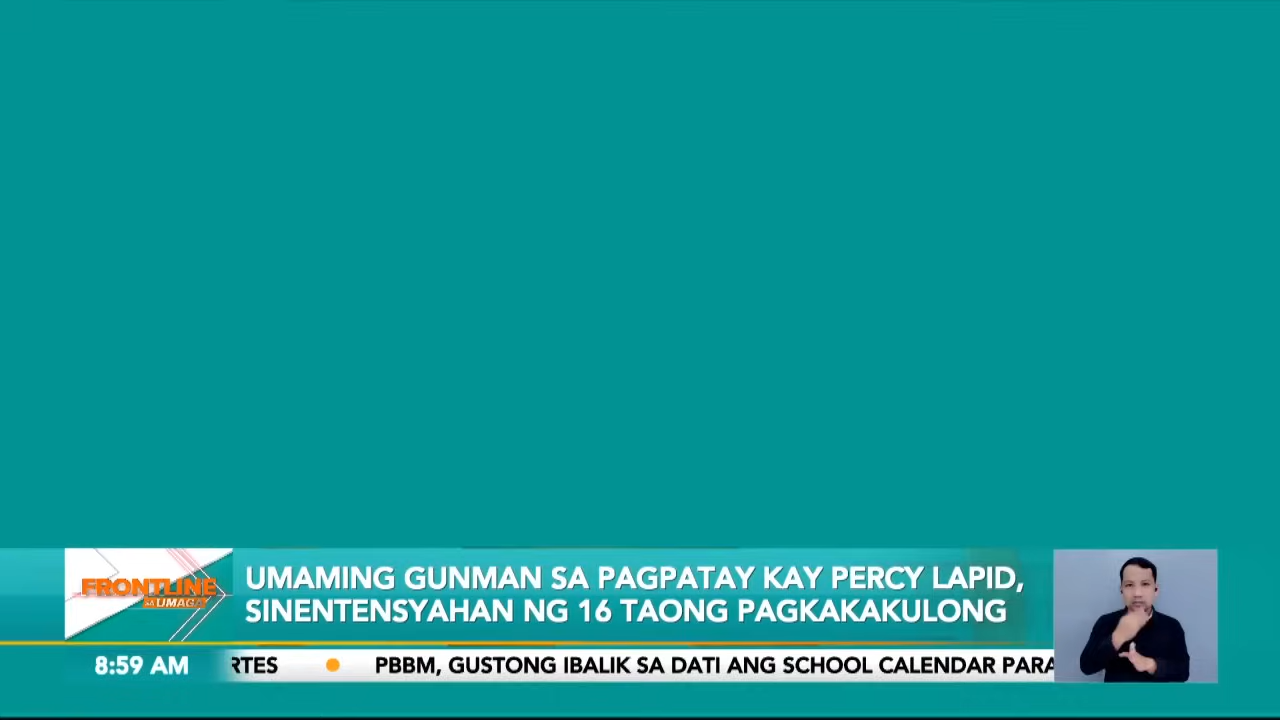 UMAMING GUNMAN SA PAGPATAY KAY PERCY LAPID,
SINENTENSYAHAN NG 16 TAONG PAGKAKAKULONG
FRONTLINE
SA UMAGA
8:59 AM
RTES • PBBM, GUSTONG IBALIK SA DATI ANG SCHOOL CALENDAR PARA